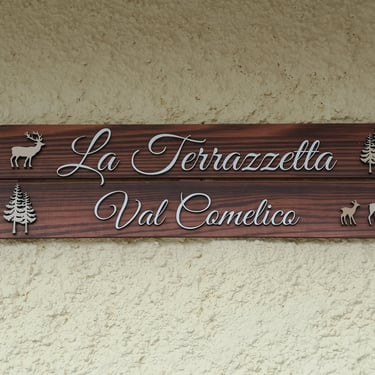 La Terrazzetta
Val Comelico